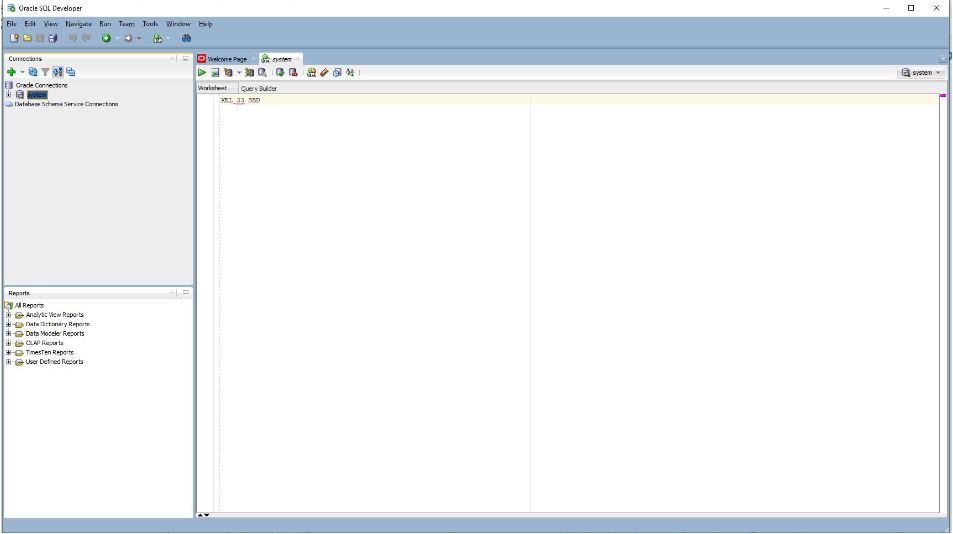 Oracle SQL Developer
File Edit View Navigate Run Team Tools Window Help
Connections
Oracle Connections
system
Database Schema Service Connections
Reports
All Reports
Analytic View Reports
Data Dictionary Reports
Data Modeler Reports
OLAP Reports
TimesTen Reports
User Defined Reports
Welcome Page system
system
Worksheet Query Builder
KEL_33 SBD